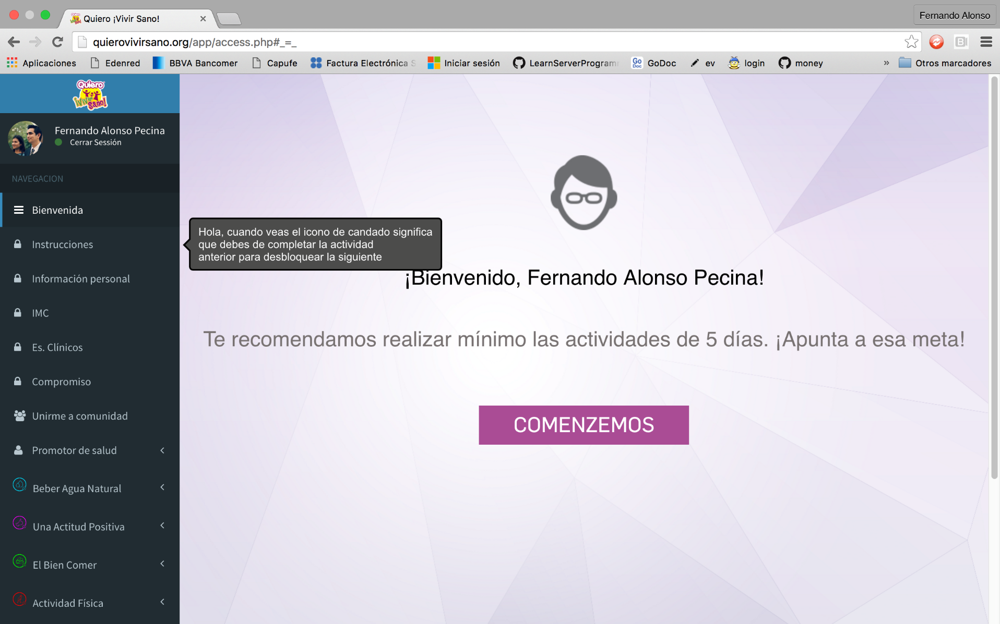 Quiero ¡Vivir Sano!
Fernando Alonso
quierovivirsano.org/app/access.php#_=_
Aplicaciones
Edenred
BBVA Bancomer
Capufe
Factura Electrónica S
Iniciar sesión
LearnServerProgram
Go
Doc
GoDoc
ev
login
money
»
Otros marcadores
Quiero
¡Vivir
Sano!
Fernando Alonso Pecina
Cerrar Sessión
NAVEGACION
Bienvenida
Instrucciones
Información personal
IMC
Es. Clínicos
Compromiso
Unirme a comunidad
Promotor de salud
Beber Agua Natural
Una Actitud Positiva
El Bien Comer
Actividad Física
Hola, cuando veas el icono de candado significa
que debes de completar la actividad
anterior para desbloquear la siguiente
¡Bienvenido, Fernando Alonso Pecina!
Te recomendamos realizar mínimo las actividades de 5 días. ¡Apunta a esa meta!
COMENZEMOS